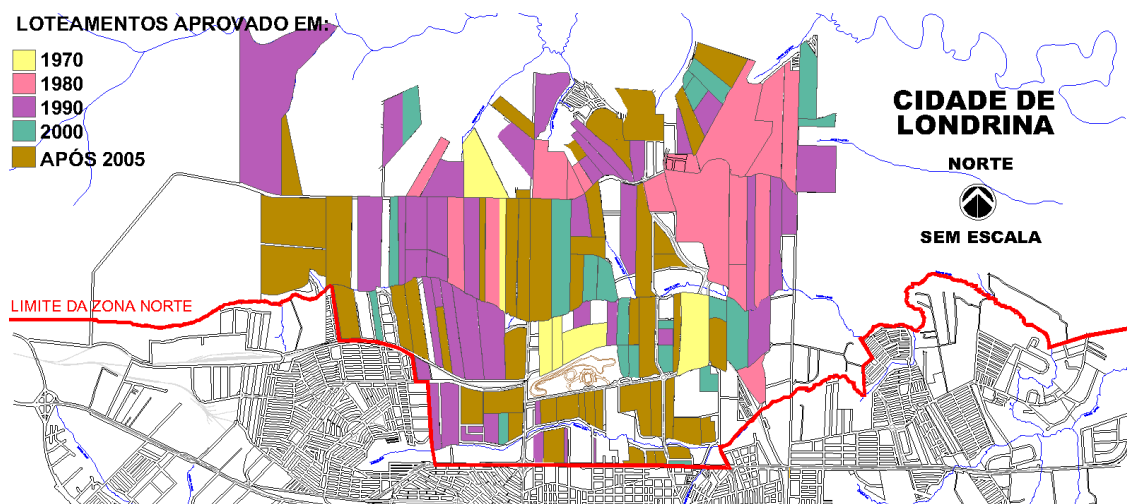 LOTEAMENTOS APROVADO EM:
1970
1980
1990
2000
APÓS 2005
CIDADE DE
LONDRINA
NORTE
SEM ESCALA
LIMITE DA ZONA NORTE